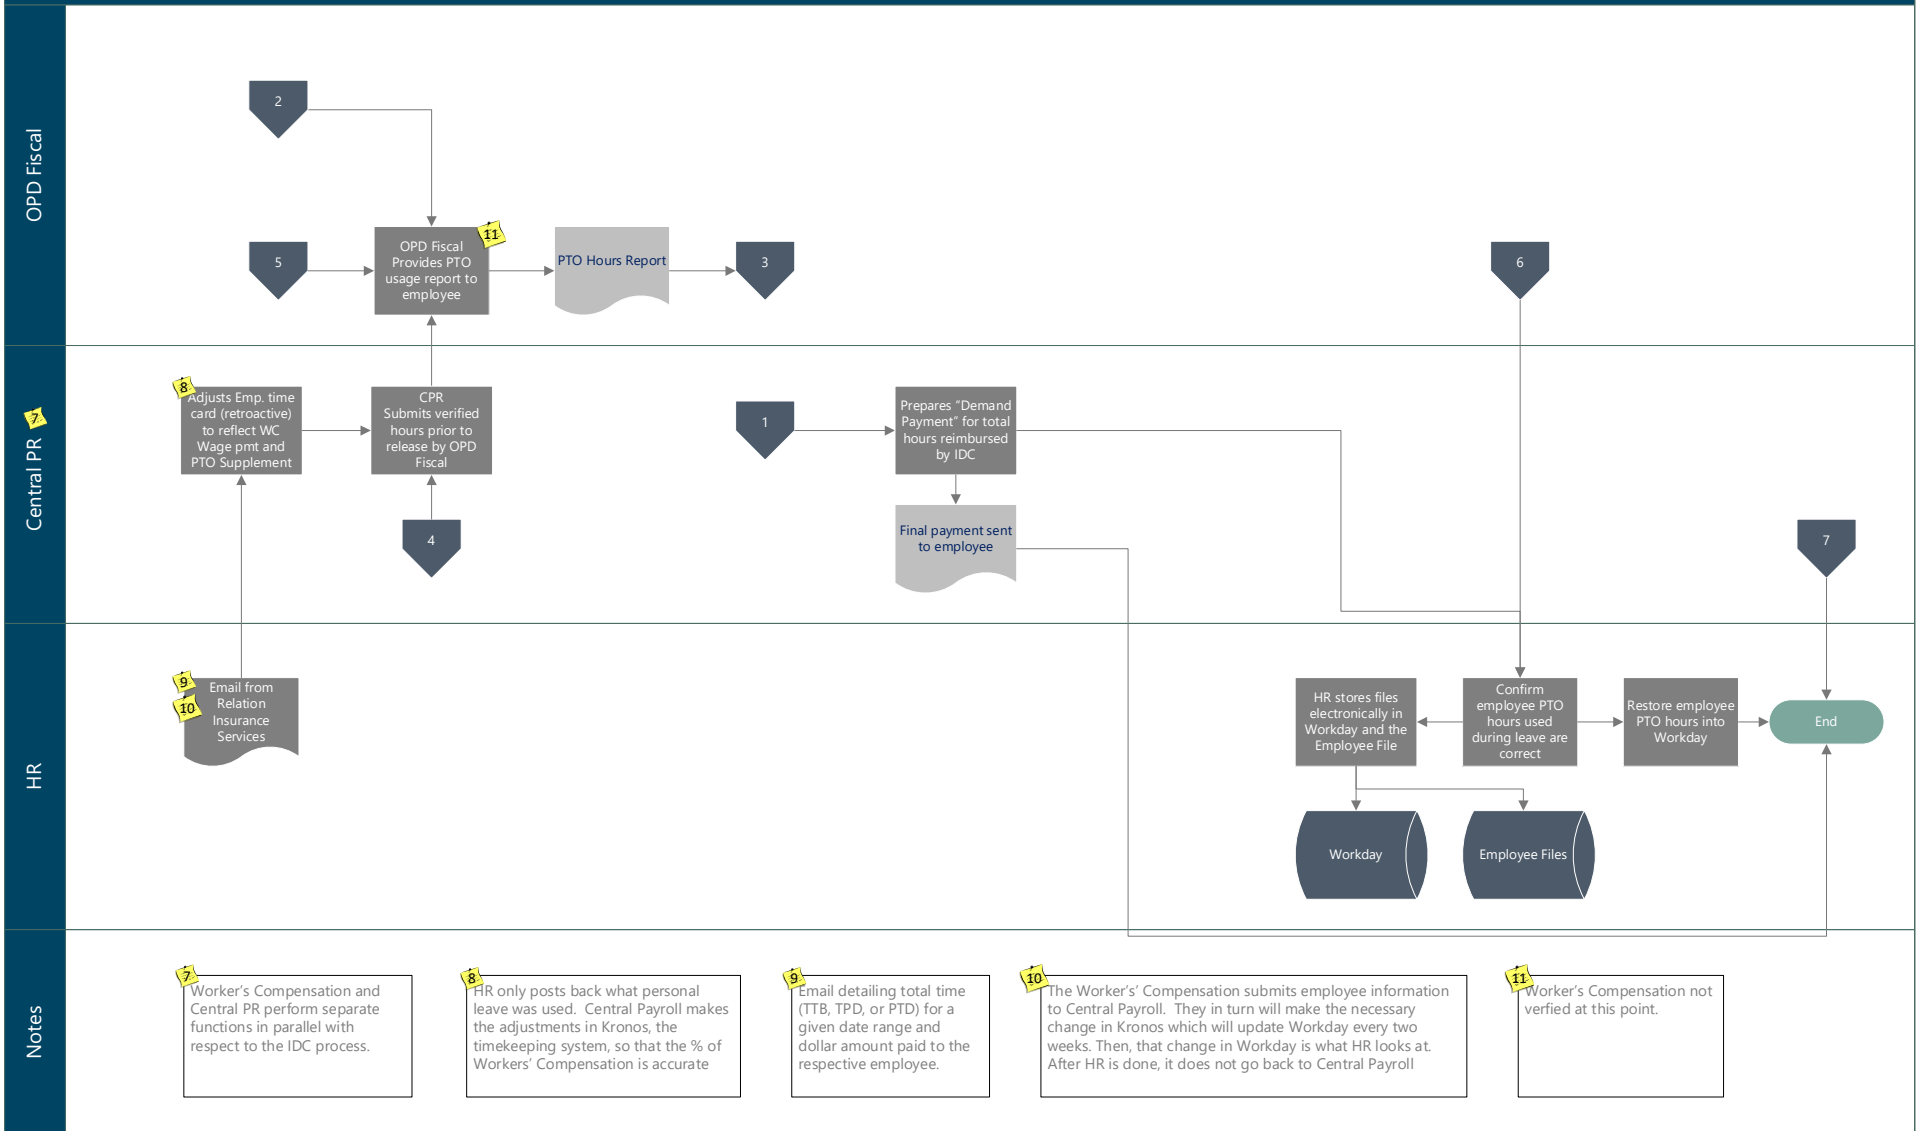 OPD Fiscal
2
5
OPD Fiscal
Provides PTO
usage report to
employee
11
PTO Hours Report
3
6
Central PR
7
8
Adjusts Emp. time
card (retroactive)
to reflect WC
Wage pmt and
PTO Supplement
CPR
Submits verified
hours prior to
release by OPD
Fiscal
4
1
Prepares “Demand
Payment” for total
hours reimbursed
by IDC
Final payment sent
to employee
7
HR
9
10
Email from
Relation
Insurance
Services
HR stores files
electronically in
Workday and the
Employee File
Confirm
employee PTO
hours used
during leave are
correct
Restore employee
PTO hours into
Workday
End
Workday
Employee Files
Notes
7
Worker’s Compensation and
Central PR perform separate
functions in parallel with
respect to the IDC process.
8
HR only posts back what personal
leave was used.  Central Payroll makes
the adjustments in Kronos, the
timekeeping system, so that the % of
Workers’ Compensation is accurate
9
Email detailing total time
(TTB, TPD, or PTD) for a
given date range and
dollar amount paid to the
respective employee.
10
The Worker’s’ Compensation submits employee information
to Central Payroll.  They in turn will make the necessary
change in Kronos which will update Workday every two
weeks. Then, that change in Workday is what HR looks at.
After HR is done, it does not go back to Central Payroll
11
Worker’s Compensation not
verfied at this point.